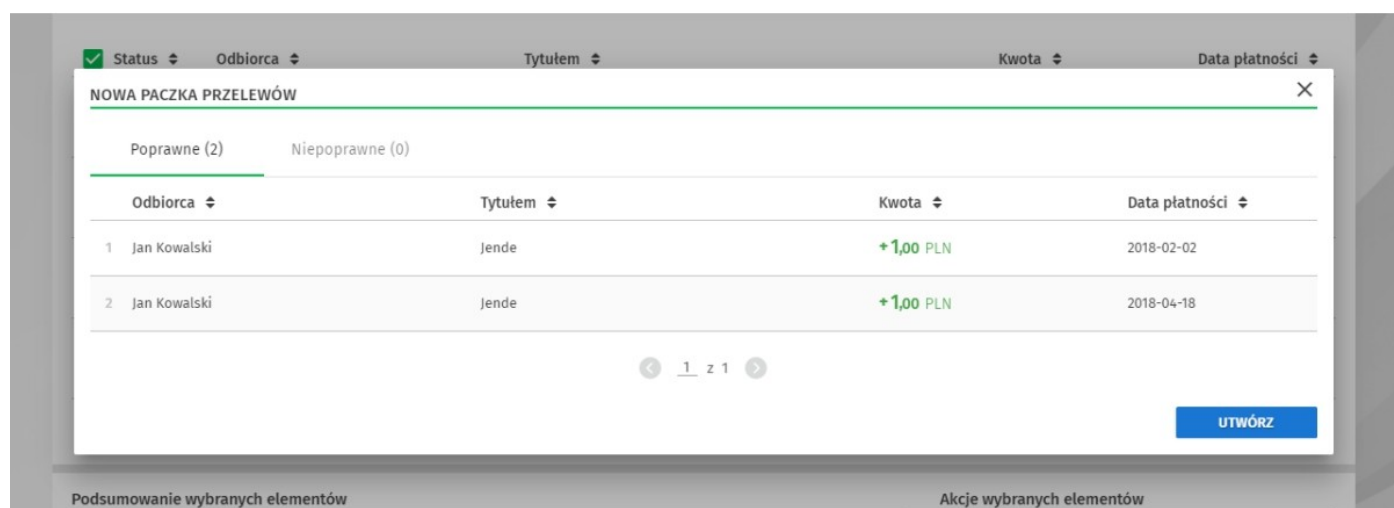 Status Odbiorca Tytułem Kwota Data płatności
NOWA PACZKA PRZELEWÓW
Poprawne (2) Niepoprawne (0)
Odbiorca Tytułem Kwota Data płatności
1 Jan Kowalski Jende +1,00 PLN 2018-02-02
2 Jan Kowalski Jende +1,00 PLN 2018-04-18
1 z 1
UTWÓRZ
Podsumowanie wybranych elementów Akcje wybranych elementów